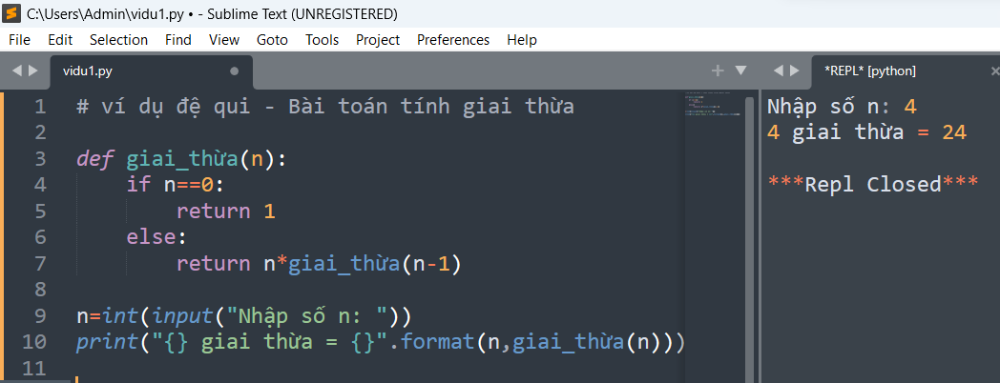 C:\Users\Admin\vidu1.py • - Sublime Text (UNREGISTERED)
File Edit Selection Find View Goto Tools Project Preferences Help
vidu1.py
*REPL* [python]
1 # ví dụ đệ qui - Bài toán tính giai thừa
2
3 def giai_thừa(n):
4 if n==0:
5 return 1
6 else:
7 return n*giai_thừa(n-1)
8
9 n=int(input("Nhập số n: "))
10 print("{} giai thừa = {}".format(n,giai_thừa(n)))
11
Nhập số n: 4
4 giai thừa = 24
***Repl Closed***